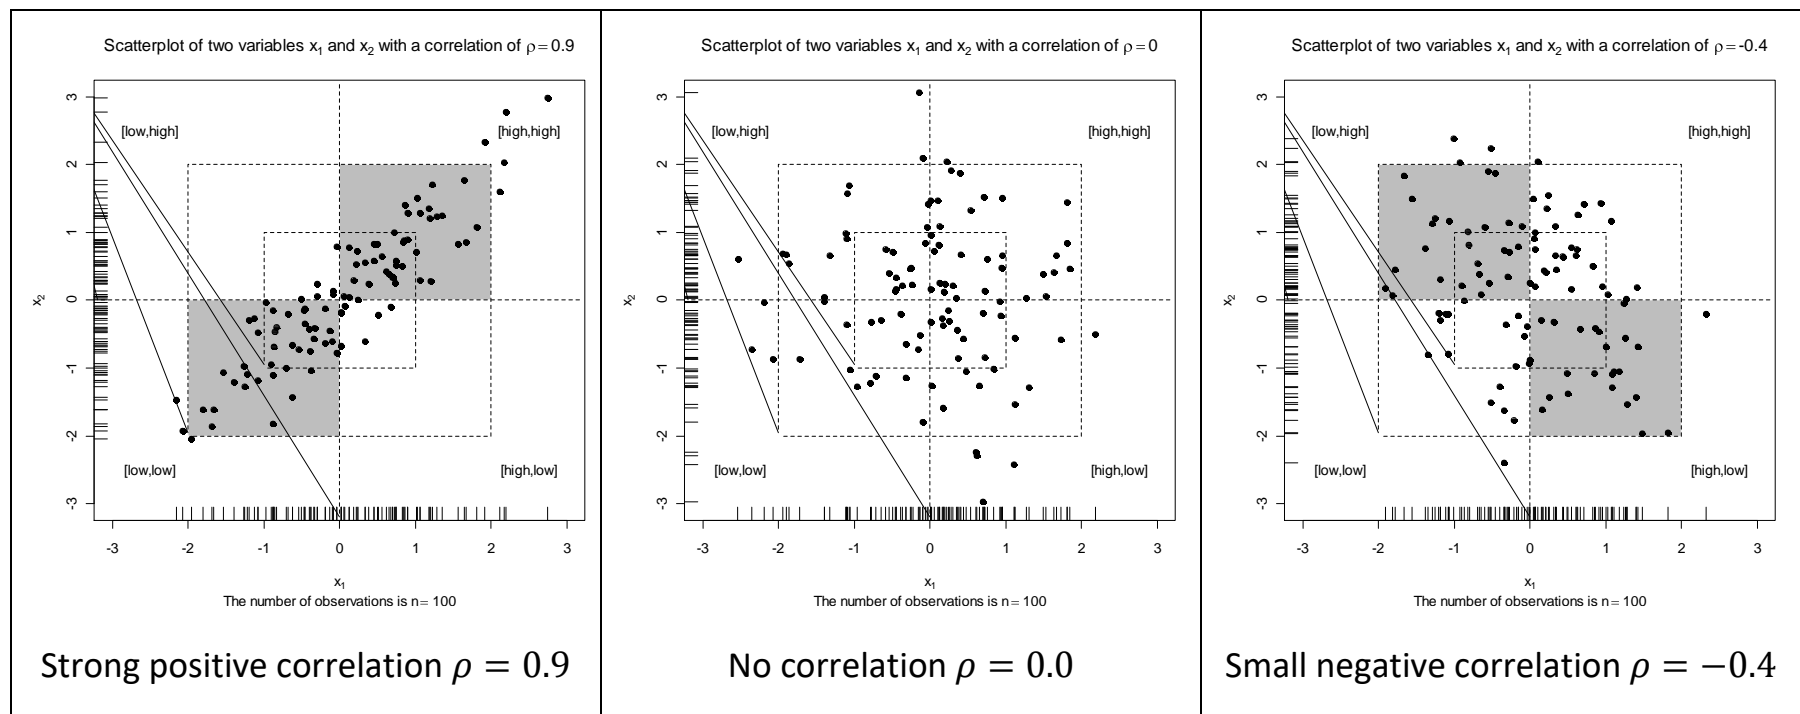 Scatterplot of two variables x₁ and x₂ with a correlation of ρ = 0.9
[low,high]
[high,high]
[low,low]
[high,low]
3
2
1
0
-1
-2
-3
x₂
-3 -2 -1 0 1 2 3
x₁
The number of observations is n= 100
Strong positive correlation ρ = 0.9
Scatterplot of two variables x₁ and x₂ with a correlation of ρ = 0
[low,high]
[high,high]
[low,low]
[high,low]
3
2
1
0
-1
-2
-3
x₂
-3 -2 -1 0 1 2 3
x₁
The number of observations is n= 100
No correlation ρ = 0.0
Scatterplot of two variables x₁ and x₂ with a correlation of ρ = -0.4
[low,high]
[high,high]
[low,low]
[high,low]
3
2
1
0
-1
-2
-3
x₂
-3 -2 -1 0 1 2 3
x₁
The number of observations is n= 100
Small negative correlation ρ = −0.4